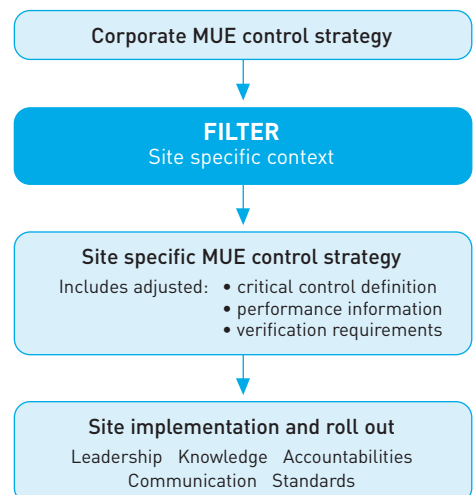 Corporate MUE control strategy
FILTER
Site specific context
Site specific MUE control strategy
Includes adjusted: • critical control definition
• performance information
• verification requirements
Site implementation and roll out
Leadership Knowledge Accountabilities
Communication Standards